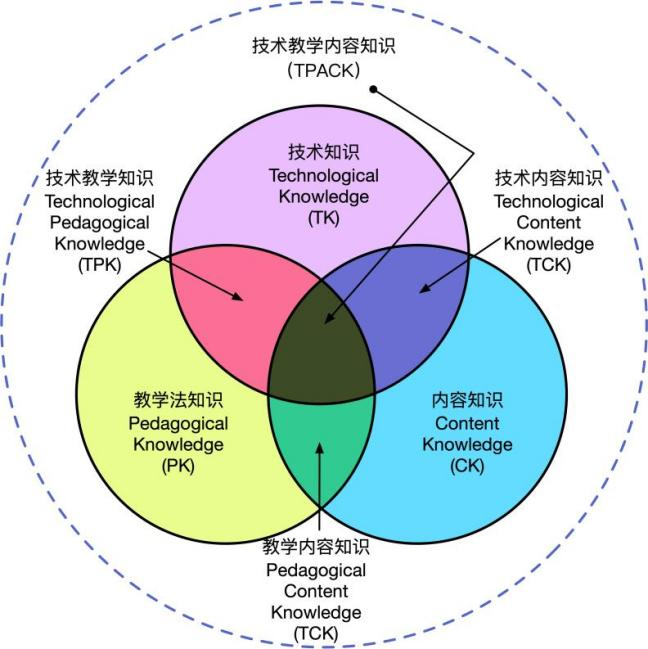 技术教学内容知识
（TPACK）
技术知识
Technological
Knowledge
(TK)
技术教学知识
Technological
Pedagogical
Knowledge
(TPK)
技术内容知识
Technological
Content
Knowledge
(TCK)
教学法知识
Pedagogical
Knowledge
(PK)
内容知识
Content
Knowledge
(CK)
教学内容知识
Pedagogical
Content
Knowledge
(TCK)